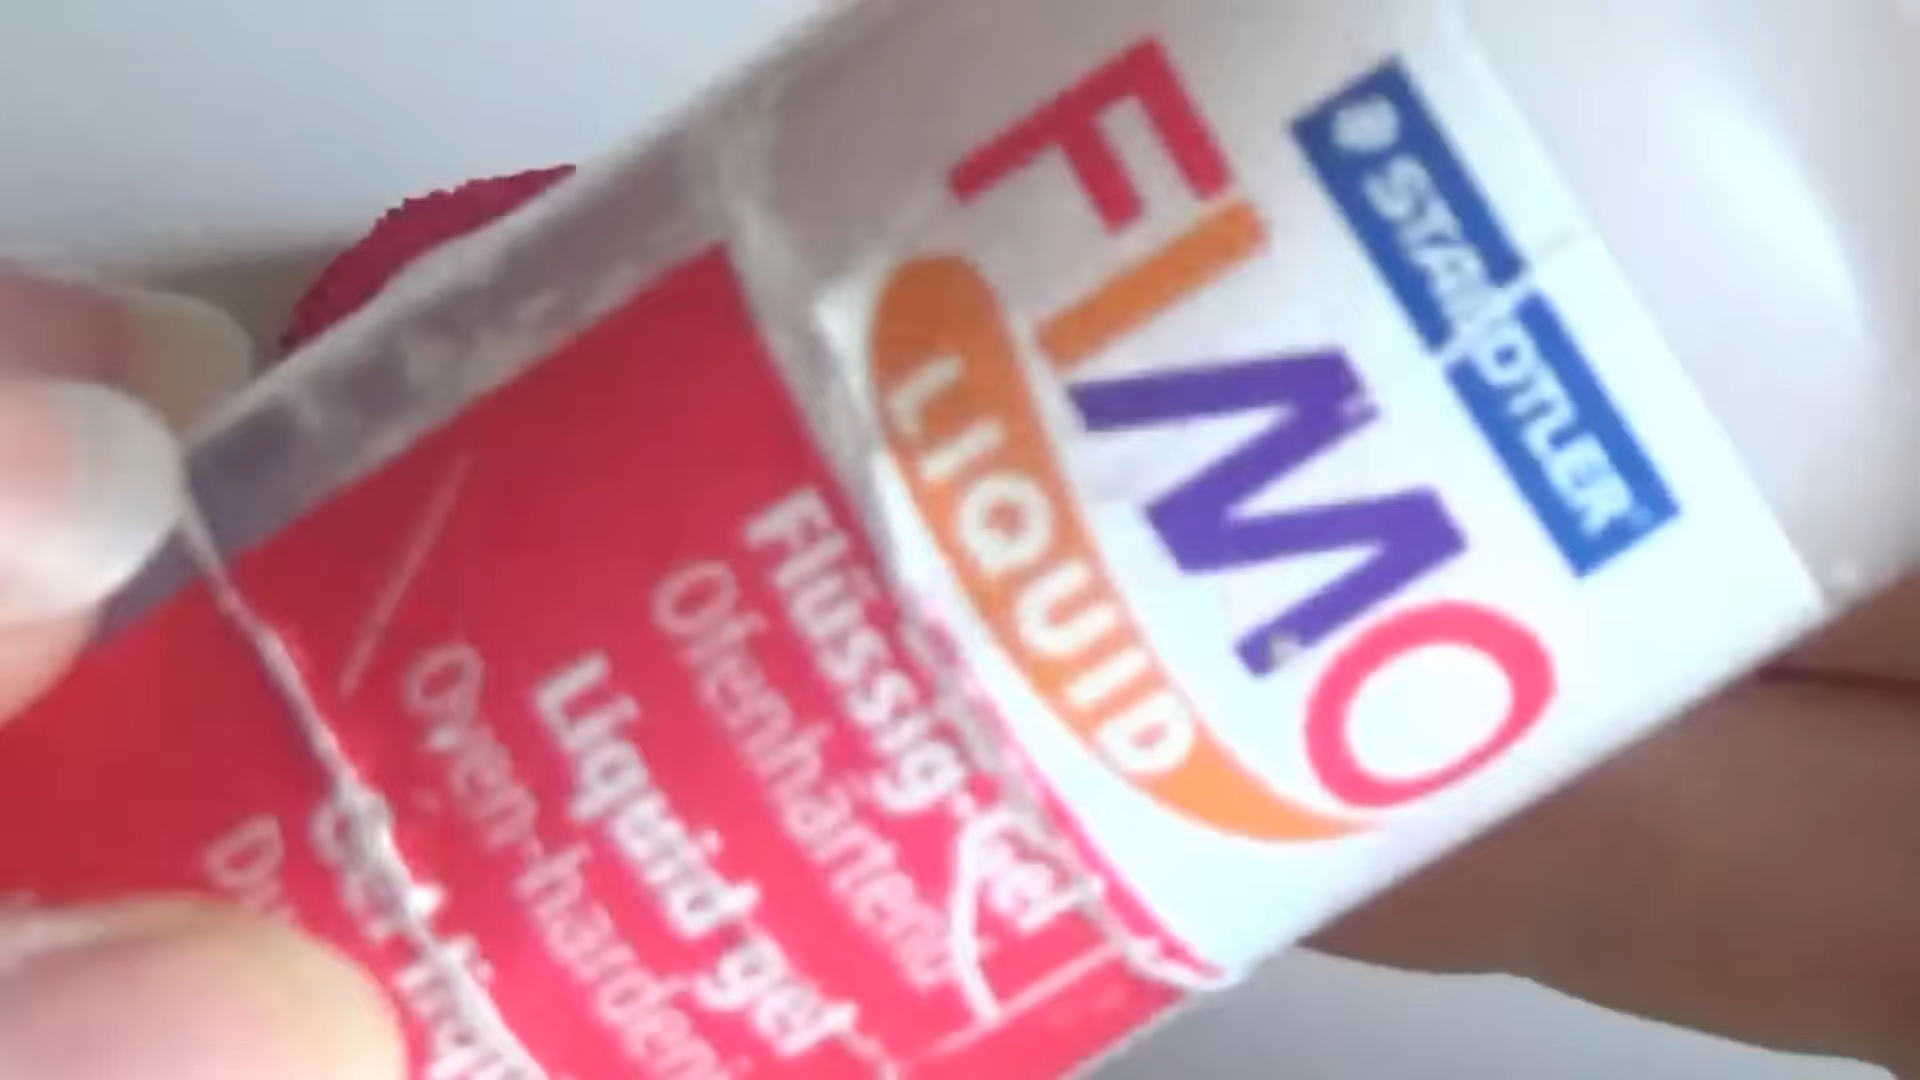 STAEDTLER
FIMO
LIQUID
Flüssig-Gel
Ofenhärtend
Liquid gel
Oven-hardening